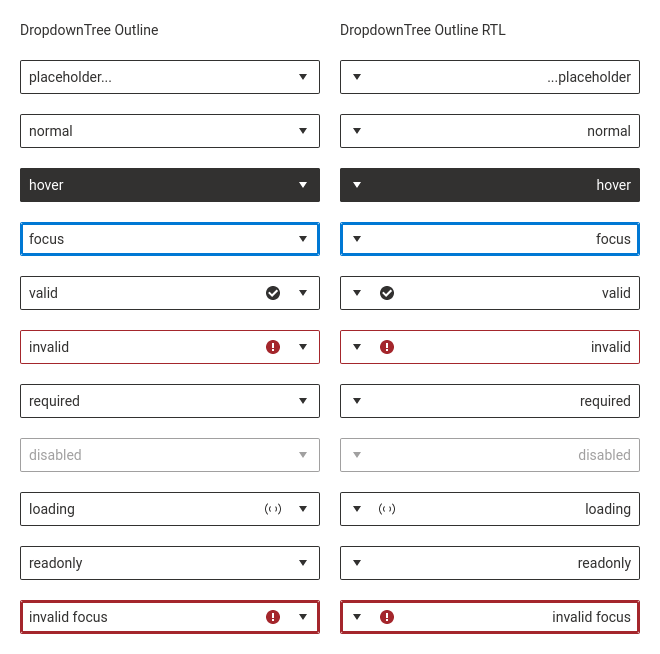 DropdownTree Outline
DropdownTree Outline RTL
placeholder...
...placeholder
normal
normal
hover
hover
focus
focus
valid
valid
invalid
invalid
required
required
disabled
disabled
loading
loading
readonly
readonly
invalid focus
invalid focus